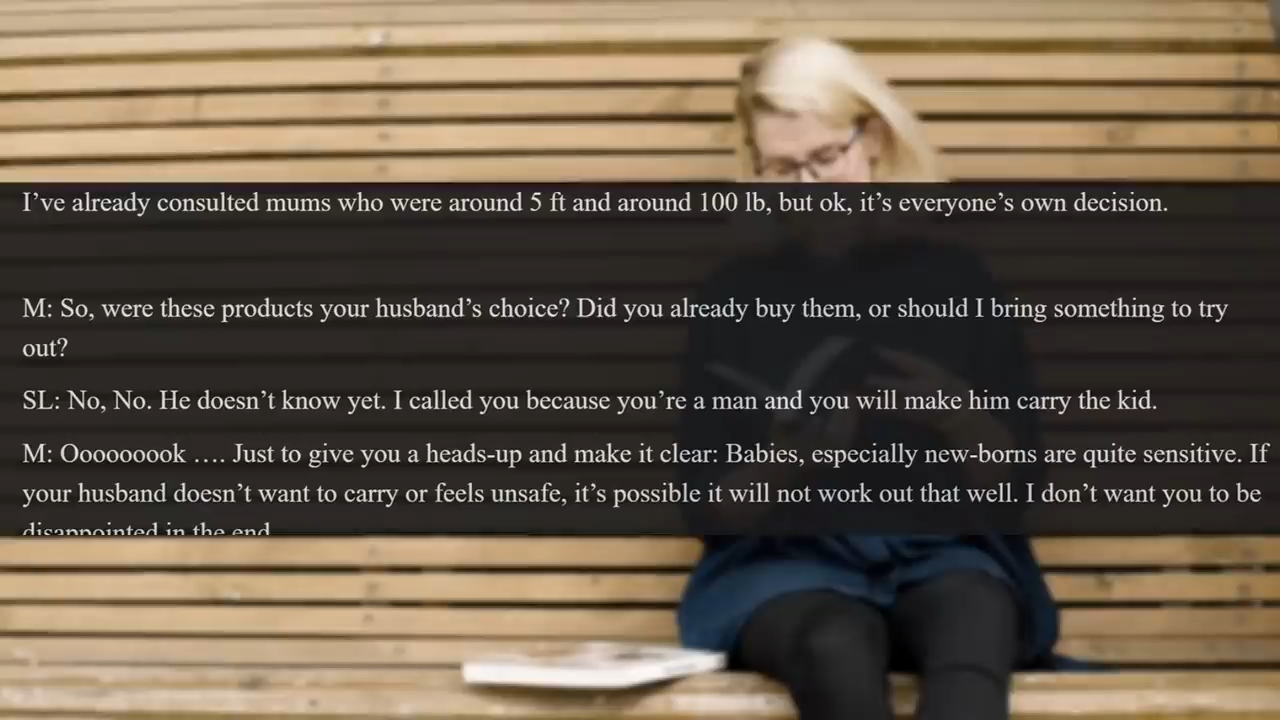 I’ve already consulted mums who were around 5 ft and around 100 lb, but ok, it’s everyone’s own decision.
M: So, were these products your husband’s choice? Did you already buy them, or should I bring something to try
out?
SL: No, No. He doesn’t know yet. I called you because you’re a man and you will make him carry the kid.
M: Ooooooook …. Just to give you a heads-up and make it clear: Babies, especially new-borns are quite sensitive. If
your husband doesn’t want to carry or feels unsafe, it’s possible it will not work out that well. I don’t want you to be
disappointed in the end